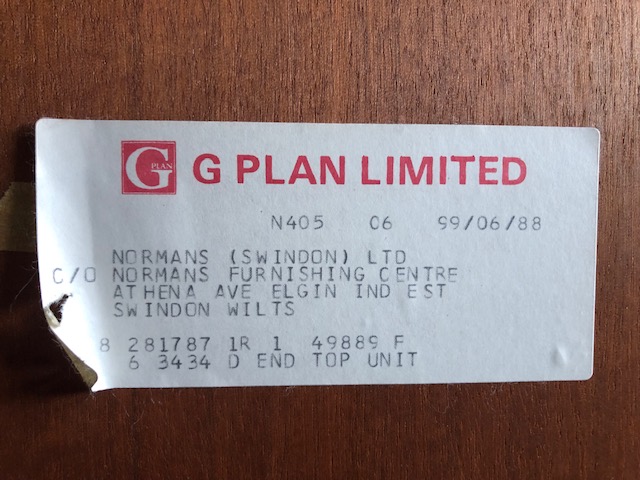 G PLAN G PLAN LIMITED
N405 06 99/06/88
NORMANS (SWINDON) LTD
C/O NORMANS FURNISHING CENTRE
ATHENA AVE ELGIN IND EST
SWINDON WILTS
8 281787 1R 1 49889 F
6 3434 D END TOP UNIT